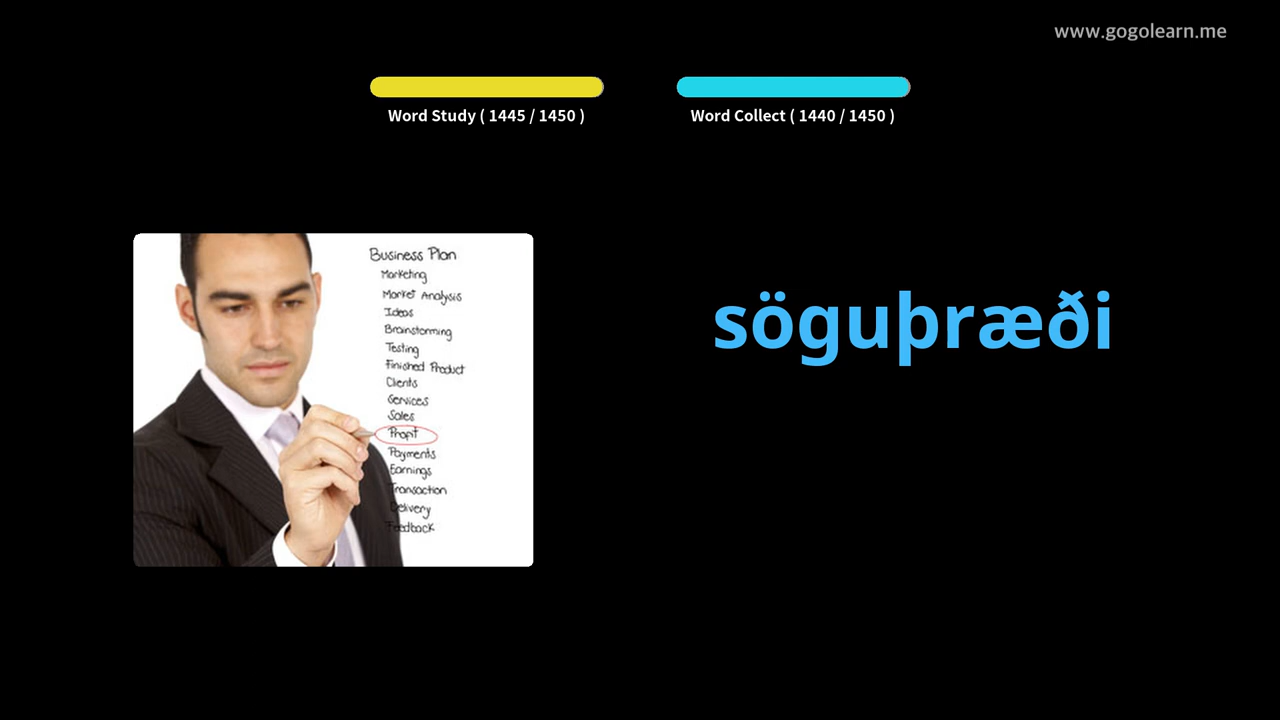 www.gogolearn.me
Word Study ( 1445 / 1450 )
Word Collect ( 1440 / 1450 )
Business Plan
Marketing
Market Analysis
Ideas
Brainstorming
Testing
Finished Product
Clients
Services
Sales
Profit
Payments
Earnings
Transaction
Delivery
Feedback
söguþræði